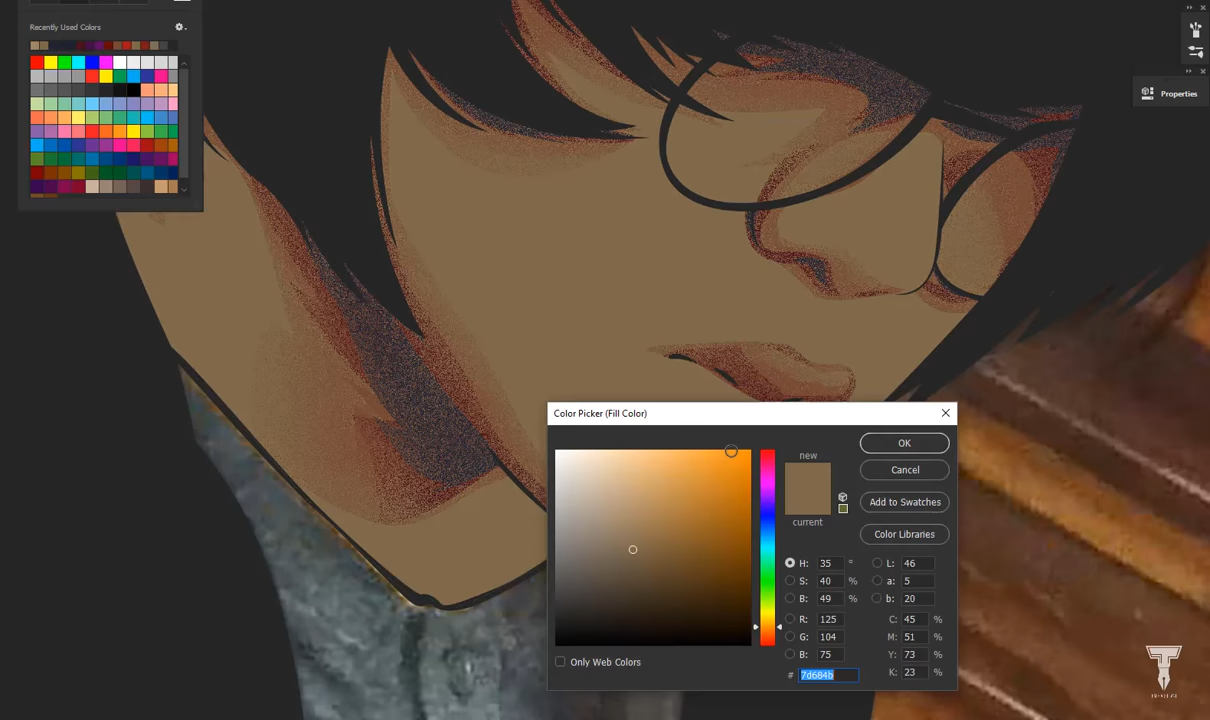 Recently Used Colors
Properties
Color Picker (Fill Color)
new
current
OK
Cancel
Add to Swatches
Color Libraries
H: 35 °
S: 40 %
B: 49 %
R: 125
G: 104
B: 75
# 7d684b
L: 46
a: 5
b: 20
C: 45 %
M: 51 %
Y: 73 %
K: 23 %
Only Web Colors